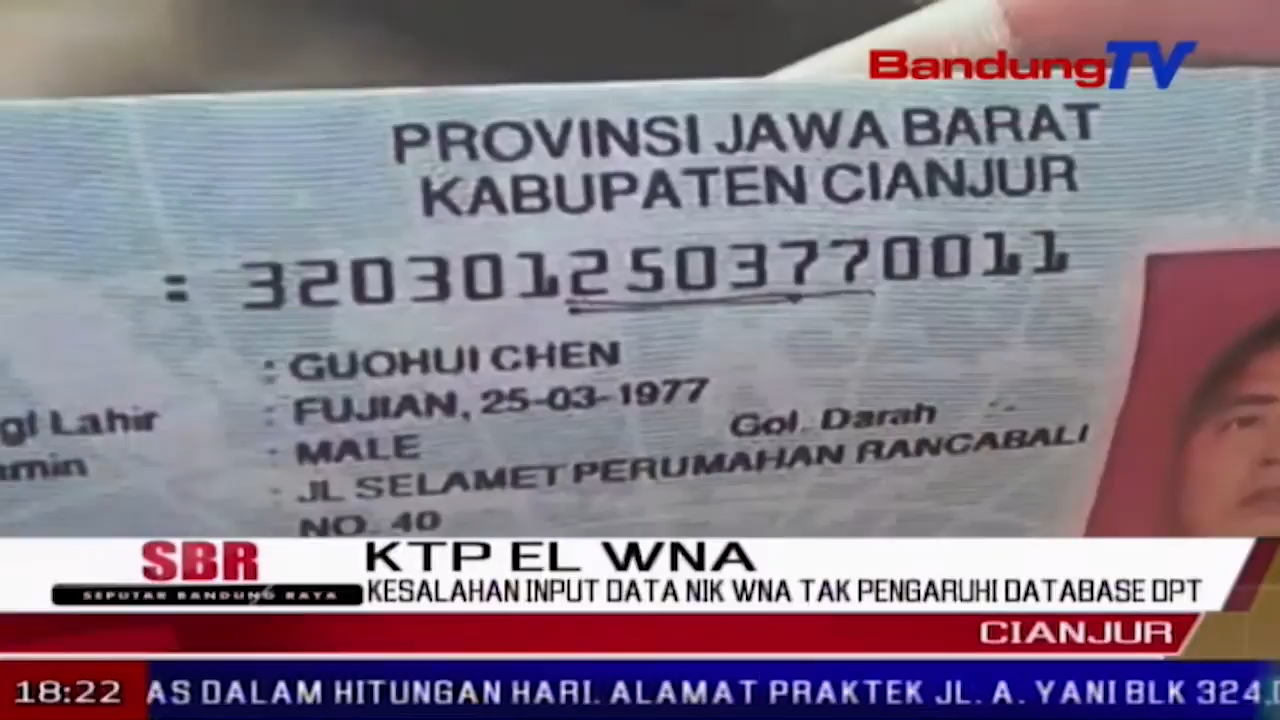 BandungTV
PROVINSI JAWA BARAT
KABUPATEN CIANJUR
: 3203012503770011
: GUOHUI CHEN
gl Lahir : FUJIAN, 25-03-1977
amin : MALE Gol. Darah : -
: JL SELAMET PERUMAHAN RANCABALI
NO. 40
SBR
SEPUTAR BANDUNG RAYA
KTP EL WNA
KESALAHAN INPUT DATA NIK WNA TAK PENGARUHI DATABASE DPT
CIANJUR
18:22 AS DALAM HITUNGAN HARI. ALAMAT PRAKTEK JL. A. YANI BLK 324.